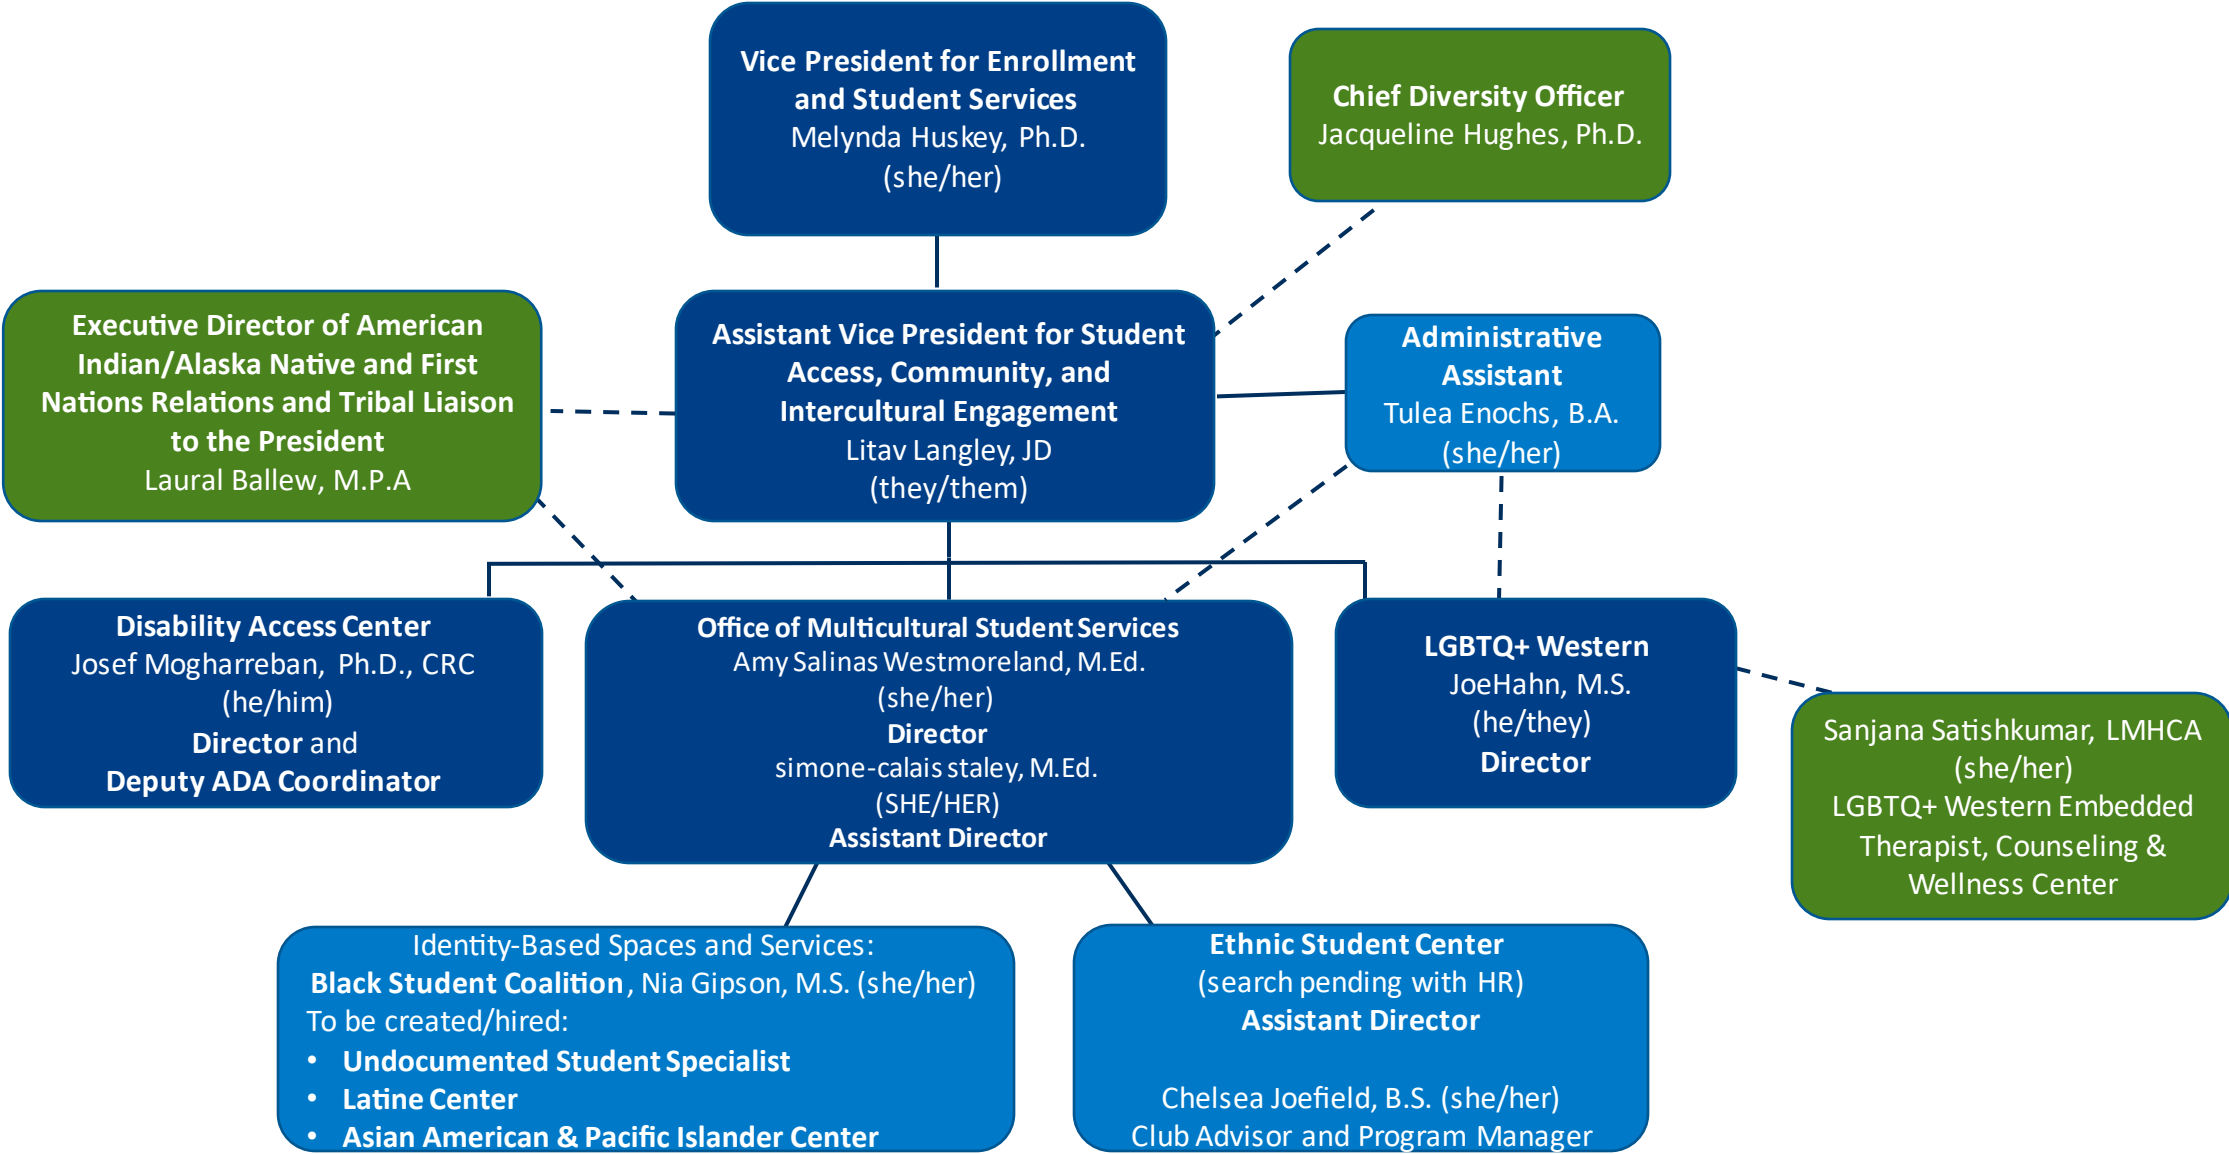 Vice President for Enrollment
and Student Services
Melynda Huskey, Ph.D.
(she/her)
Chief Diversity Officer
Jacqueline Hughes, Ph.D.
Executive Director of American
Indian/Alaska Native and First
Nations Relations and Tribal Liaison
to the President
Laural Ballew, M.P.A
Assistant Vice President for Student
Access, Community, and
Intercultural Engagement
Litav Langley, JD
(they/them)
Administrative
Assistant
Tulea Enochs, B.A.
(she/her)
Disability Access Center
Josef Mogharreban, Ph.D., CRC
(he/him)
Director and
Deputy ADA Coordinator
Office of Multicultural Student Services
Amy Salinas Westmoreland, M.Ed.
(she/her)
Director
simone-calais staley, M.Ed.
(SHE/HER)
Assistant Director
LGBTQ+ Western
JoeHahn, M.S.
(he/they)
Director
Sanjana Satishkumar, LMHCA
(she/her)
LGBTQ+ Western Embedded
Therapist, Counseling &
Wellness Center
Identity-Based Spaces and Services:
Black Student Coalition, Nia Gipson, M.S. (she/her)
To be created/hired:
• Undocumented Student Specialist
• Latine Center
• Asian American & Pacific Islander Center
Ethnic Student Center
(search pending with HR)
Assistant Director
Chelsea Joefield, B.S. (she/her)
Club Advisor and Program Manager